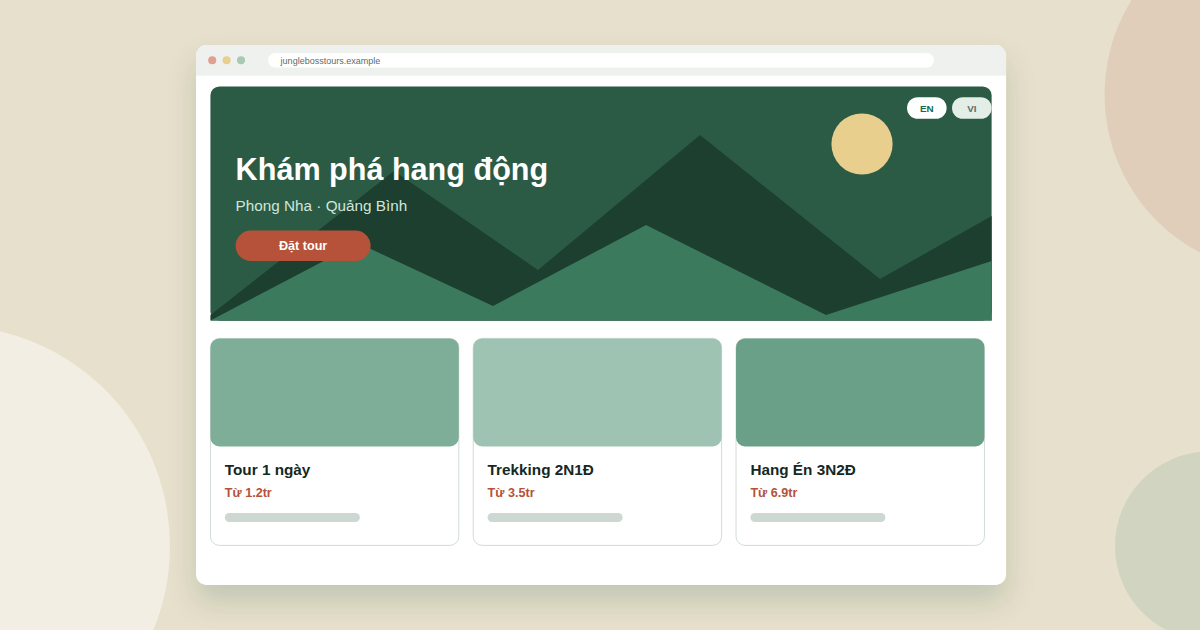 junglebosstours.example
EN
VI
Khám phá hang động
Phong Nha · Quảng Bình
Đặt tour
Tour 1 ngày
Từ 1.2tr
Trekking 2N1Đ
Từ 3.5tr
Hang Én 3N2Đ
Từ 6.9tr